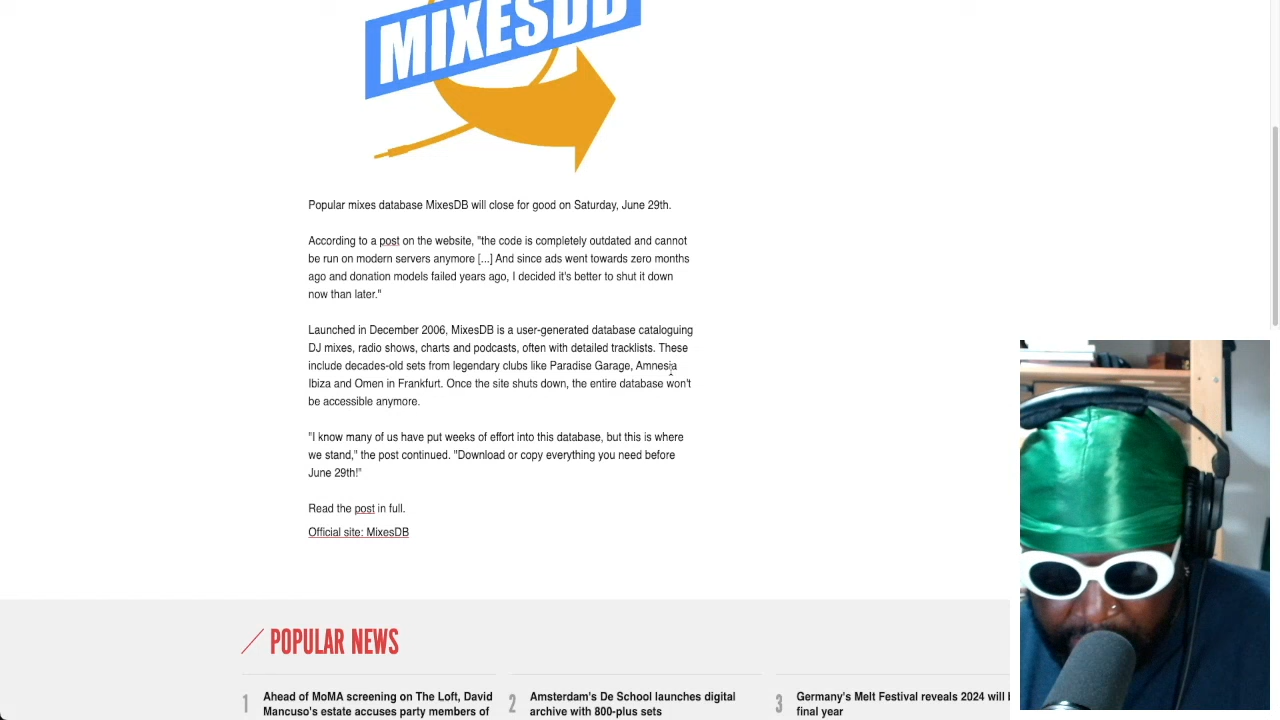 MIXESDB
Popular mixes database MixesDB will close for good on Saturday, June 29th.
According to a post on the website, "the code is completely outdated and cannot
be run on modern servers anymore [...] And since ads went towards zero months
ago and donation models failed years ago, I decided it's better to shut it down
now than later."
Launched in December 2006, MixesDB is a user-generated database cataloguing
DJ mixes, radio shows, charts and podcasts, often with detailed tracklists. These
include decades-old sets from legendary clubs like Paradise Garage, Amnesia
Ibiza and Omen in Frankfurt. Once the site shuts down, the entire database won't
be accessible anymore.
"I know many of us have put weeks of effort into this database, but this is where
we stand," the post continued. "Download or copy everything you need before
June 29th!"
Read the post in full.
Official site: MixesDB
POPULAR NEWS
1
Ahead of MoMA screening on The Loft, David
Mancuso's estate accuses party members of
2
Amsterdam's De School launches digital
archive with 800-plus sets
3
Germany's Melt Festival reveals 2024 will
final year